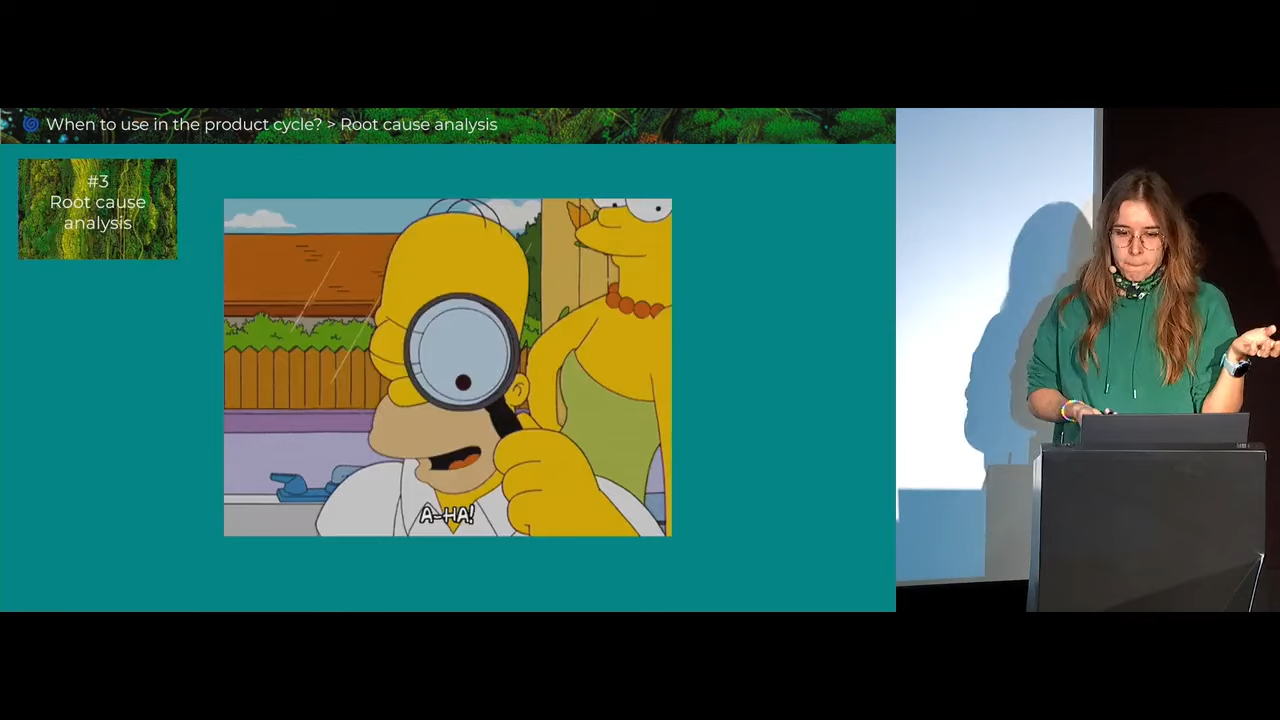 When to use in the product cycle? > Root cause analysis
#3
Root cause
analysis
A-HA!